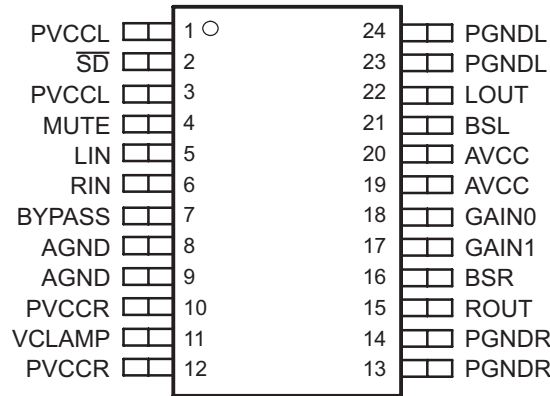 PVCCL 1 24 PGNDL
SD 2 23 PGNDL
PVCCL 3 22 LOUT
MUTE 4 21 BSL
LIN 5 20 AVCC
RIN 6 19 AVCC
BYPASS 7 18 GAIN0
AGND 8 17 GAIN1
AGND 9 16 BSR
PVCCR 10 15 ROUT
VCLAMP 11 14 PGNDR
PVCCR 12 13 PGNDR